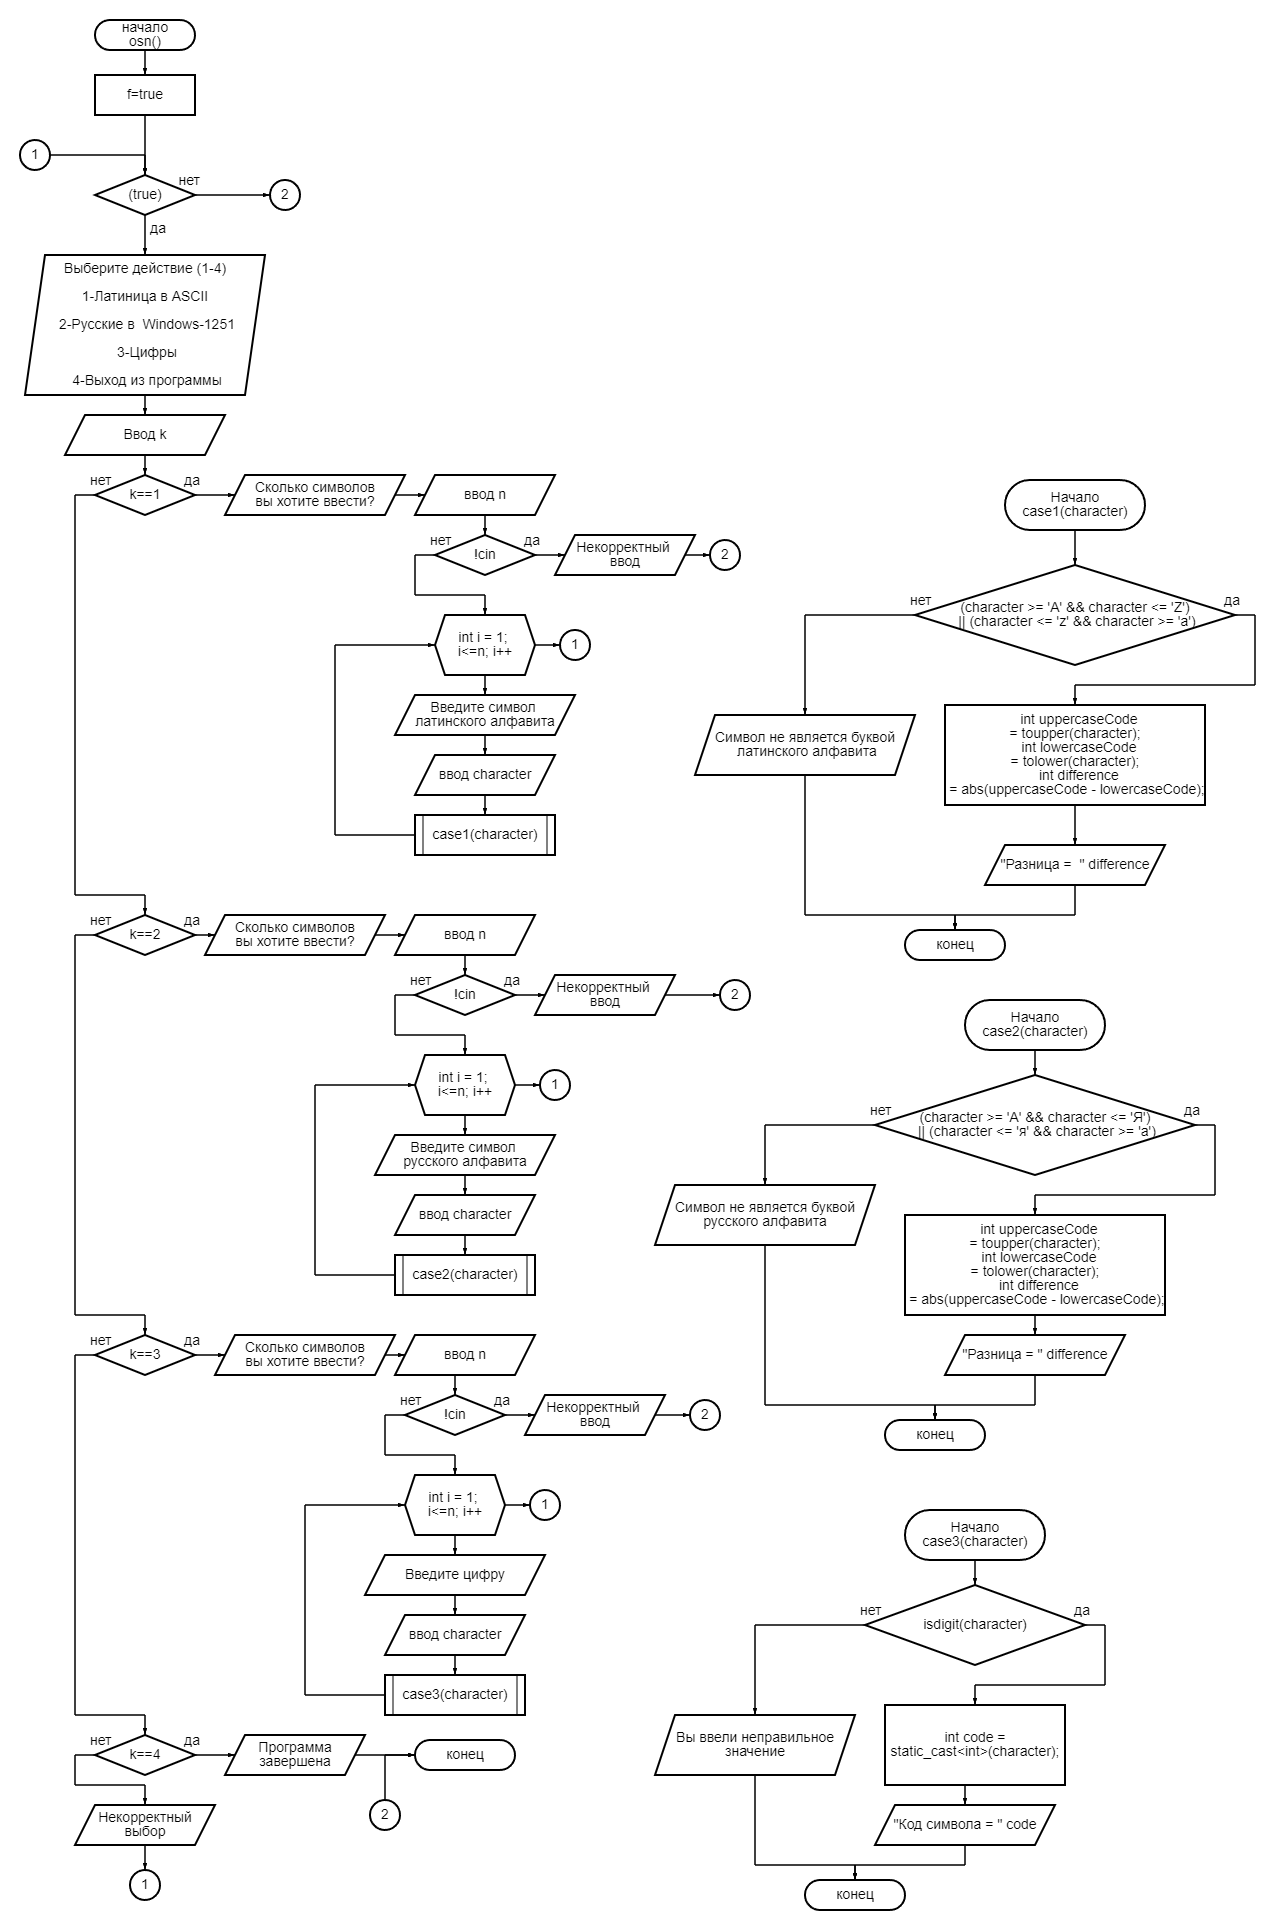 начало
osn()
f=true
1
(true)
нет
2
да
Выберите действие (1-4)
1-Латиница в ASCII
2-Русские в  Windows-1251
3-Цифры
4-Выход из программы
Ввод k
нет
k==1
да
Сколько символов
вы хотите ввести?
ввод n
нет
!cin
да
Некорректный
ввод
2
int i = 1;
i<=n; i++
1
Введите символ
латинского алфавита
ввод character
case1(character)
нет
k==2
да
Сколько символов
вы хотите ввести?
ввод n
нет
!cin
да
Некорректный
ввод
2
int i = 1;
i<=n; i++
1
Введите символ
русского алфавита
ввод character
case2(character)
нет
k==3
да
Сколько символов
вы хотите ввести?
ввод n
нет
!cin
да
Некорректный
ввод
2
int i = 1;
i<=n; i++
1
Введите цифру
ввод character
case3(character)
нет
k==4
да
Программа
завершена
конец
2
Некорректный
выбор
1
Начало
case1(character)
нет
(character >= 'A' && character <= 'Z')
|| (character <= 'z' && character >= 'a')
да
Символ не является буквой
латинского алфавита
int uppercaseCode
= toupper(character);
int lowercaseCode
= tolower(character);
int difference
= abs(uppercaseCode - lowercaseCode);
"Разница =  " difference
конец
Начало
case2(character)
нет
(character >= 'А' && character <= 'Я')
|| (character <= 'я' && character >= 'а')
да
Символ не является буквой
русского алфавита
int uppercaseCode
= toupper(character);
int lowercaseCode
= tolower(character);
int difference
= abs(uppercaseCode - lowercaseCode);
"Разница = " difference
конец
Начало
case3(character)
нет
isdigit(character)
да
Вы ввели неправильное
значение
int code =
static_cast<int>(character);
"Код символа = " code
конец